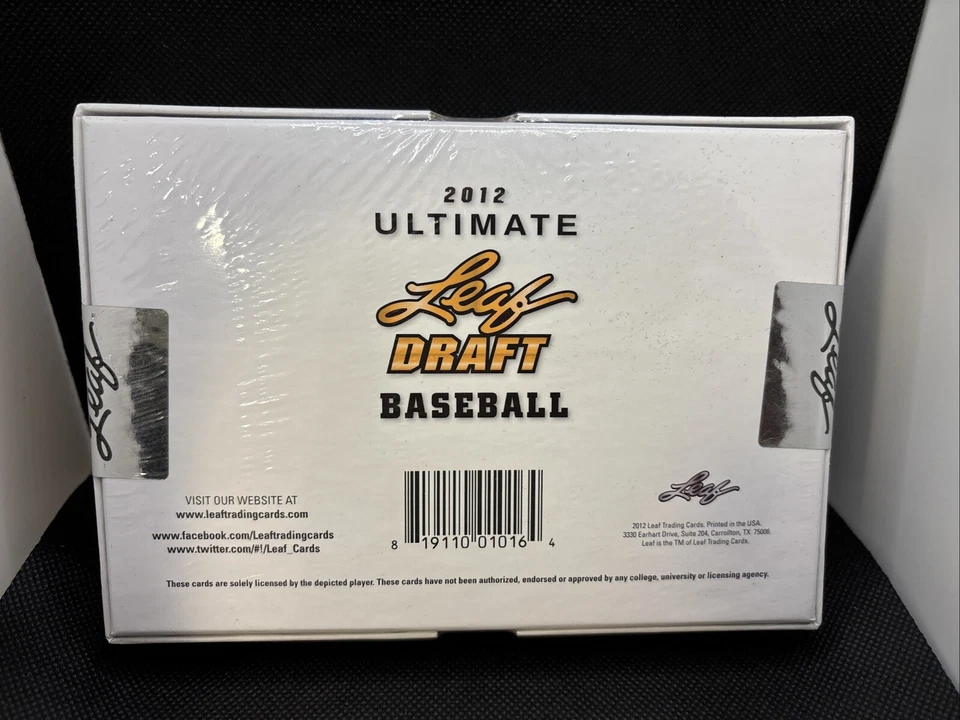 2012
ULTIMATE
Leaf
DRAFT
BASEBALL
Leaf
Leaf
VISIT OUR WEBSITE AT
www.leaftradingcards.com
www.facebook.com/Leaftradingcards
www.twitter.com/#!/Leaf_Cards
8 19110 01016 4
Leaf
2012 Leaf Trading Cards. Printed in the USA.
3330 Earhart Drive, Suite 204, Carrollton, TX 75006.
Leaf is the TM of Leaf Trading Cards.
These cards are solely licensed by the depicted player. These cards have not been authorized, endorsed or approved by any college, university or licensing agency.